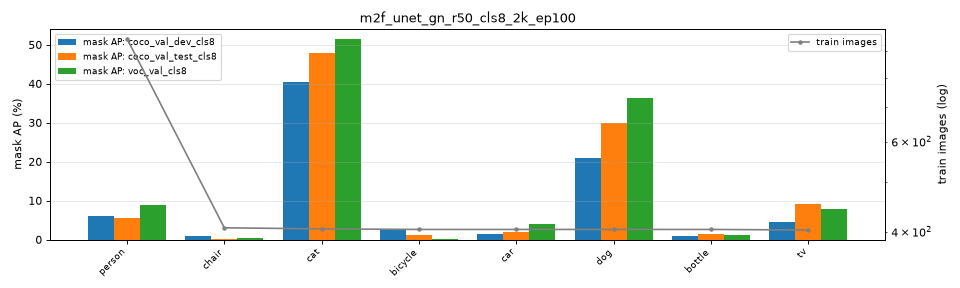 m2f_unet_gn_r50_cls8_2k_ep100
mask AP: coco_val_dev_cls8
mask AP: coco_val_test_cls8
mask AP: voc_val_cls8
train images
mask AP (%)
50
40
30
20
10
0
train images (log)
6 × 10²
4 × 10²
person
chair
cat
bicycle
car
dog
bottle
tv